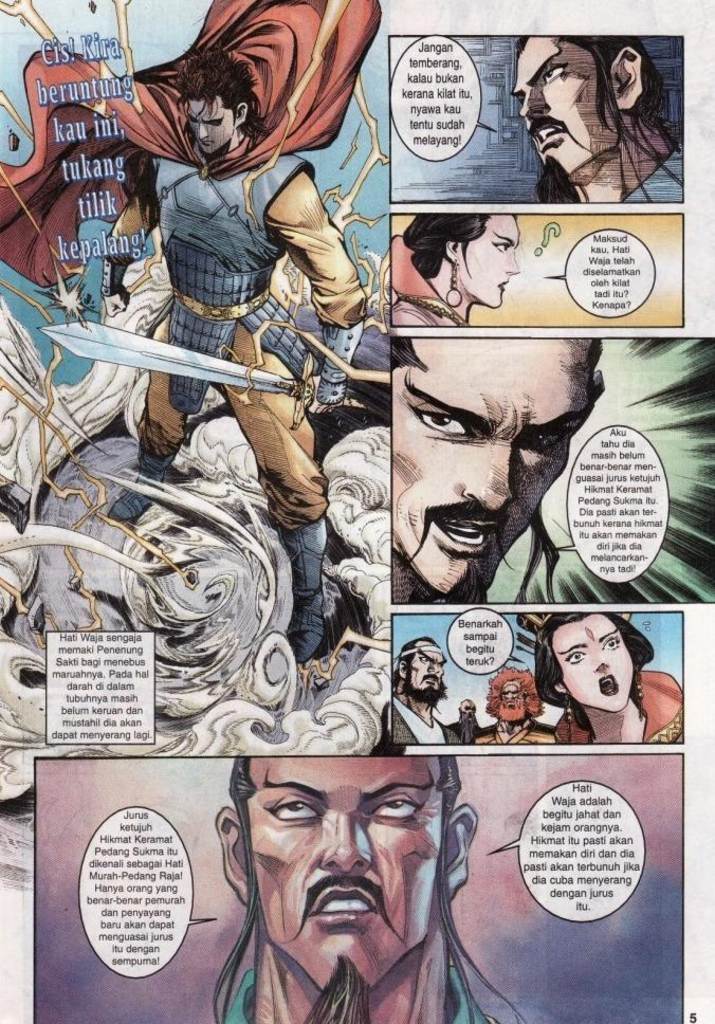 Cis! Kira
beruntung
kau ini,
tukang
tilik
kepalang!
Jangan
temberang,
kalau bukan
kerana kilat itu,
nyawa kau
tentu sudah
melayang!
?
Maksud
kau, Hati
Waja telah
diselamatkan
oleh kilat
tadi itu?
Kenapa?
Aku
tahu dia
masih belum
benar-benar men-
guasai jurus ketujuh
Hikmat Keramat
Pedang Sukma itu.
Dia pasti akan ter-
bunuh kerana hikmat
itu akan memakan
diri jika dia
melancarkan-
nya tadi!
Hati Waja sengaja
memaki Penenung
Sakti bagi menebus
maruahnya. Pada hal
darah di dalam
tubuhnya masih
belum keruan dan
mustahil dia akan
dapat menyerang lagi.
Benarkah
sampai
begitu
teruk?
Jurus
ketujuh
Hikmat Keramat
Pedang Sukma itu
dikenali sebagai Hati
Murah-Pedang Raja!
Hanya orang yang
benar-benar pemurah
dan penyayang
baru akan dapat
menguasai jurus
itu dengan
sempurna!
Hati
Waja adalah
begitu jahat dan
kejam orangnya.
Hikmat itu pasti akan
memakan diri dan dia
pasti akan terbunuh jika
dia cuba menyerang
dengan jurus
itu.
5